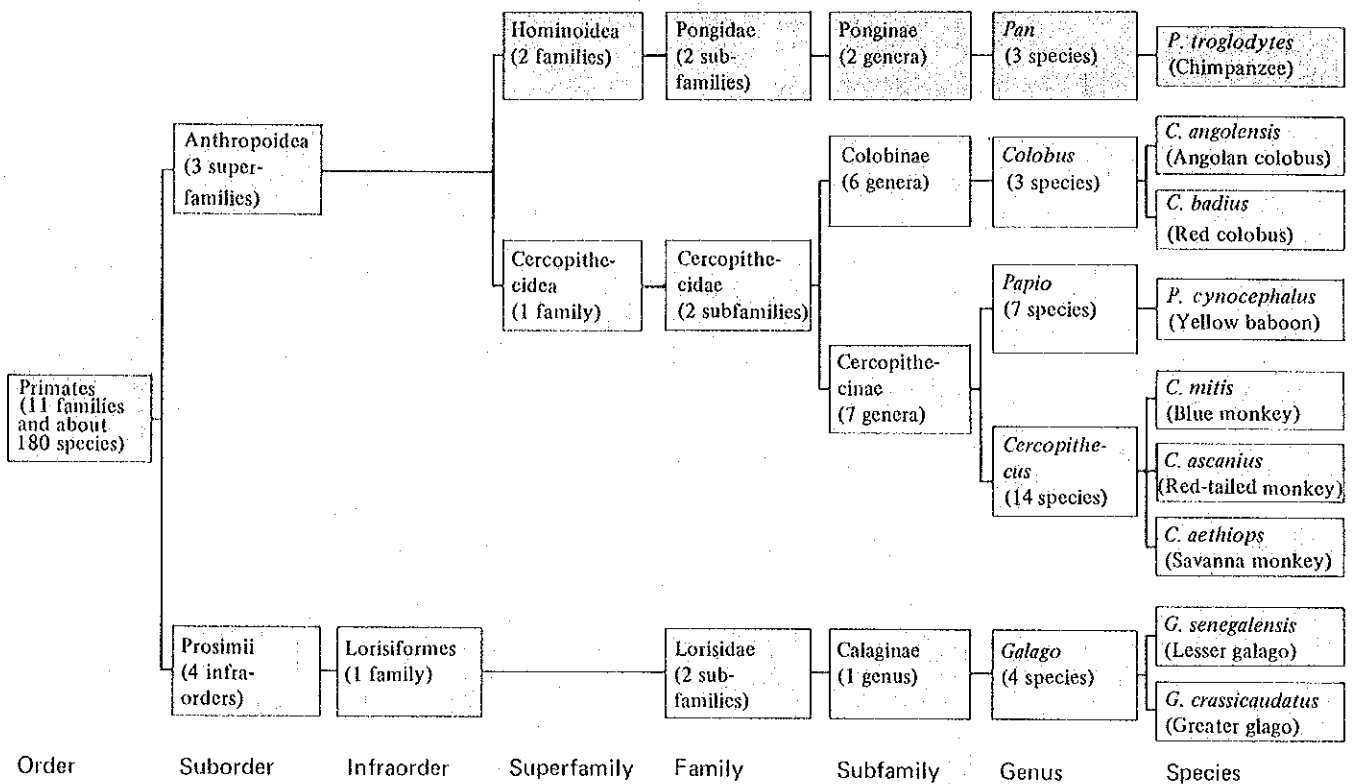 Hominoidea
(2 families)
Pongidae
(2 sub-
families)
Ponginae
(2 genera)
Pan
(3 species)
P. troglodytes
(Chimpanzee)
Anthropoidea
(3 super-
families)
Colobinae
(6 genera)
Colobus
(3 species)
C. angolensis
(Angolan colobus)
C. badius
(Red colobus)
Cercopithe-
cidea
(1 family)
Cercopithe-
cidae
(2 subfamilies)
Papio
(7 species)
P. cynocephalus
(Yellow baboon)
Cercopithe-
cinae
(7 genera)
Primates
(11 families
and about
180 species)
Cercopithe-
cus
(14 species)
C. mitis
(Blue monkey)
C. ascanius
(Red-tailed monkey)
C. aethiops
(Savanna monkey)
Prosimii
(4 infra-
orders)
Lorisiformes
(1 family)
Lorisidae
(2 sub-
families)
Calaginae
(1 genus)
Galago
(4 species)
G. senegalensis
(Lesser galago)
G. crassicaudatus
(Greater glago)
Order
Suborder
Infraorder
Superfamily
Family
Subfamily
Genus
Species